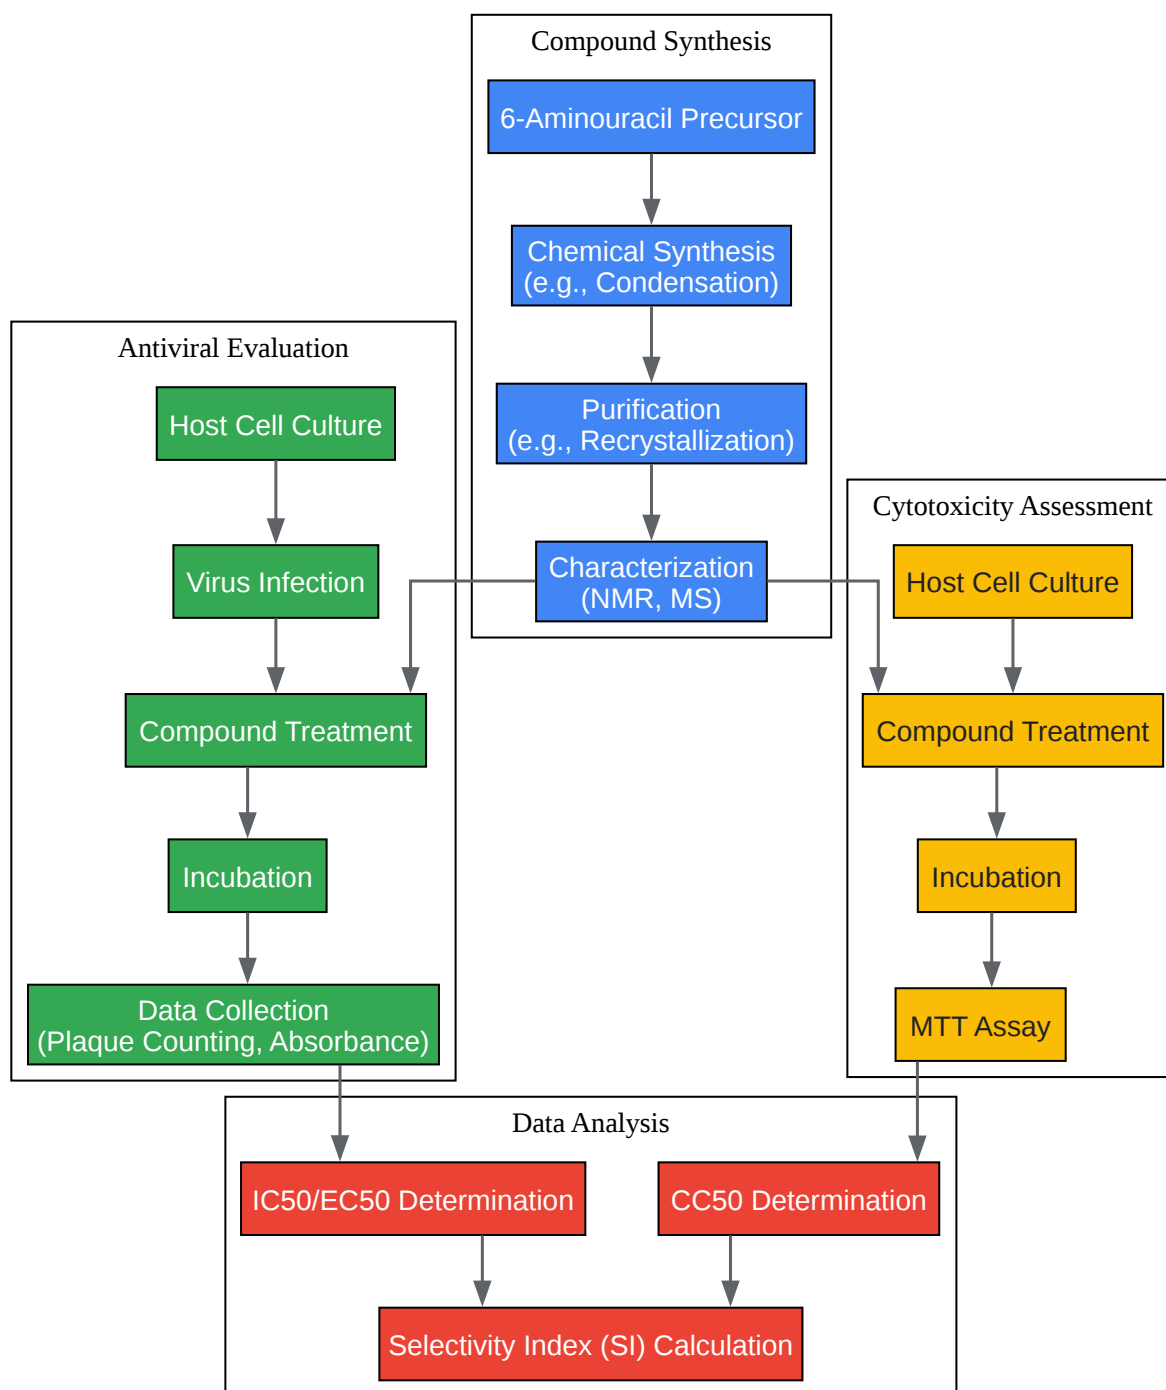 Compound Synthesis
6-Aminouracil Precursor
Chemical Synthesis
(e.g., Condensation)
Purification
(e.g., Recrystallization)
Characterization
(NMR, MS)
Antiviral Evaluation
Host Cell Culture
Virus Infection
Compound Treatment
Incubation
Data Collection
(Plaque Counting, Absorbance)
Cytotoxicity Assessment
Host Cell Culture
Compound Treatment
Incubation
MTT Assay
Data Analysis
IC50/EC50 Determination
CC50 Determination
Selectivity Index (SI) Calculation